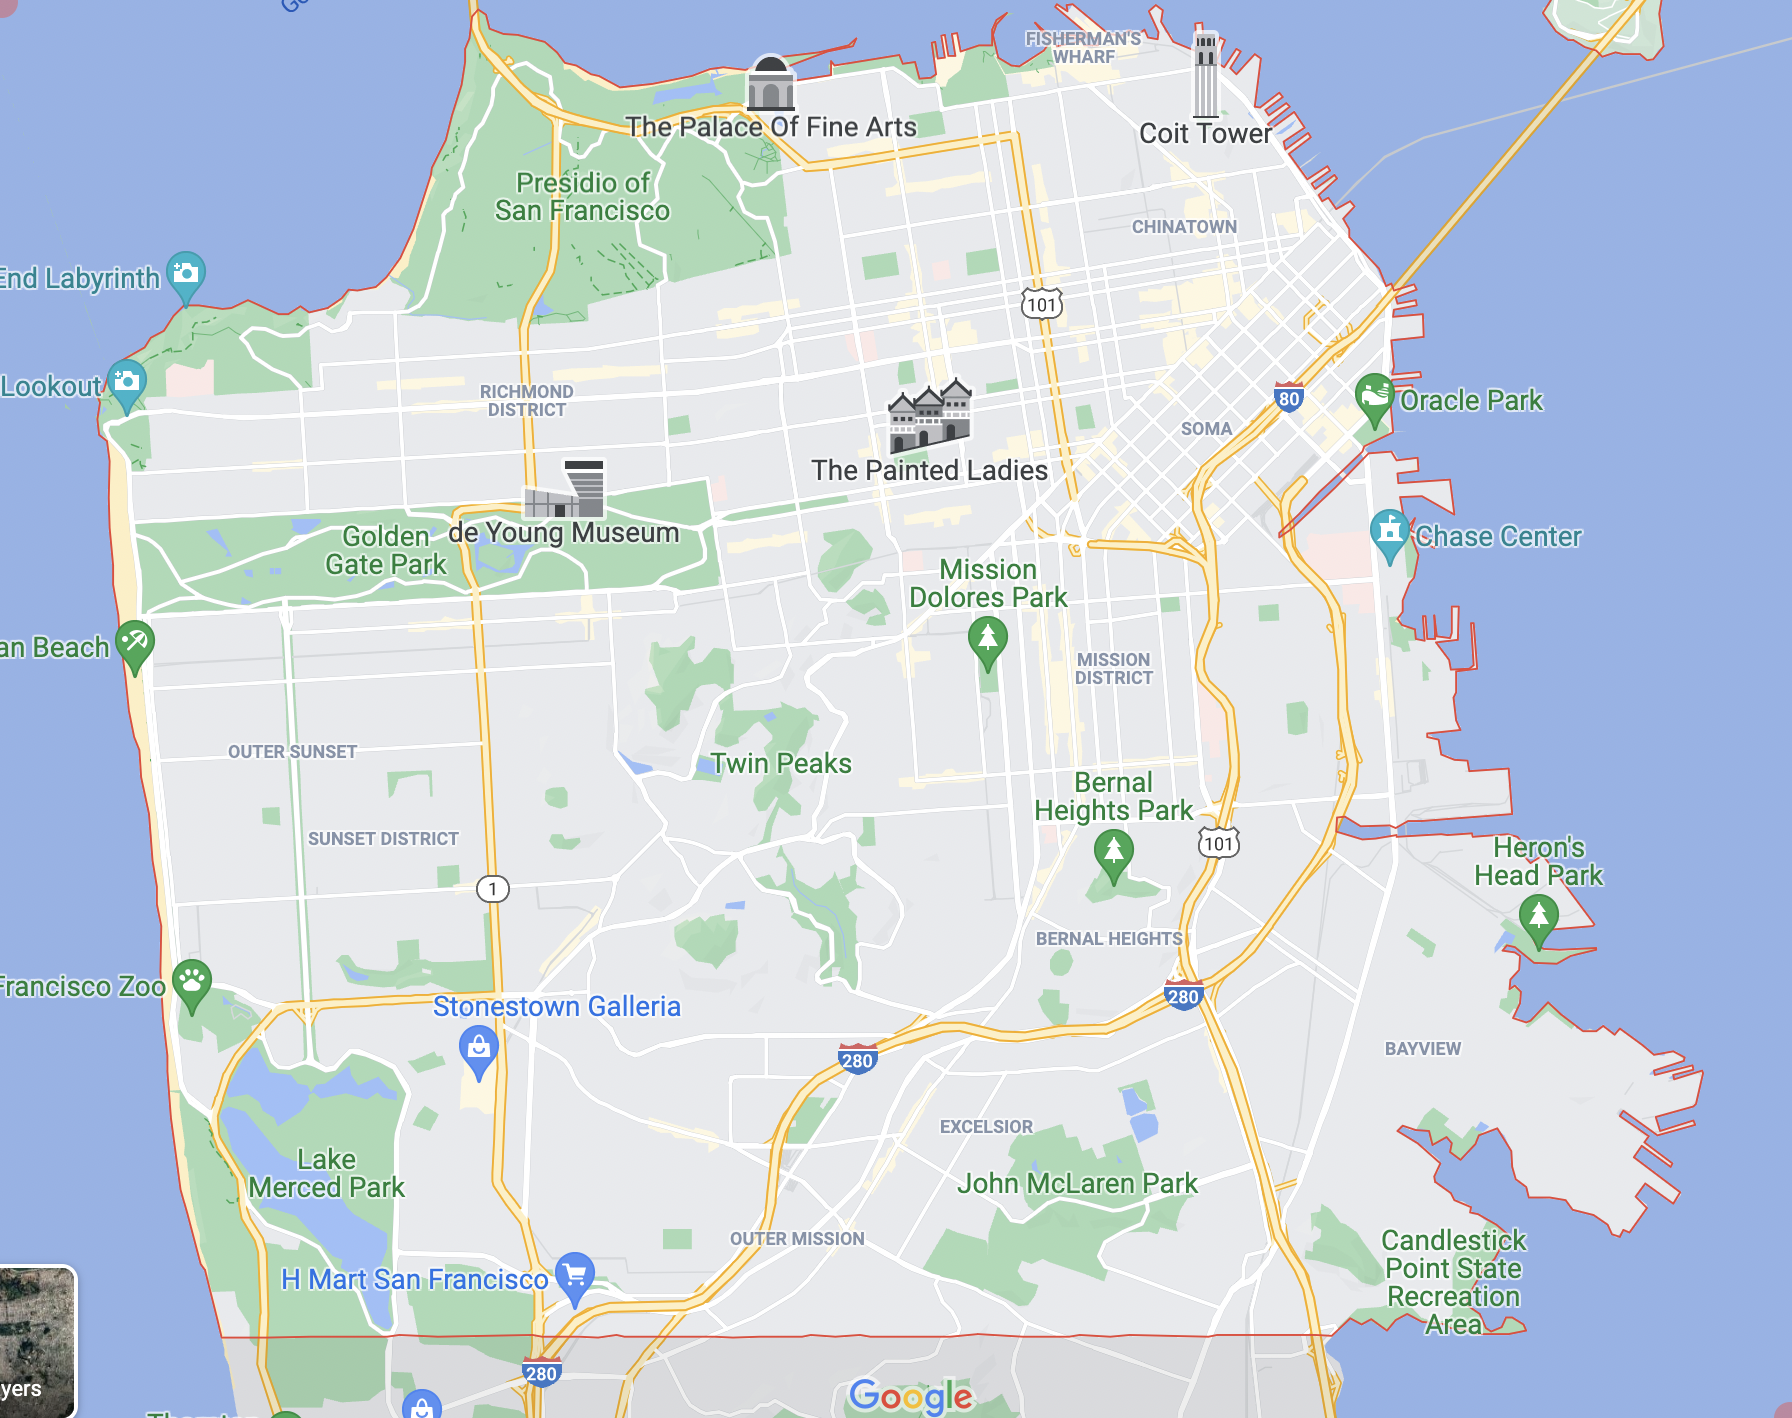 FISHERMAN'S
WHARF
The Palace Of Fine Arts
Coit Tower
Presidio of
San Francisco
CHINATOWN
End Labyrinth
101
Lookout
RICHMOND
DISTRICT
80
Oracle Park
SOMA
The Painted Ladies
Golden
Gate Park
de Young Museum
Chase Center
Mission
Dolores Park
an Beach
MISSION
DISTRICT
OUTER SUNSET
Twin Peaks
Bernal
Heights Park
SUNSET DISTRICT
101
Heron's
Head Park
1
BERNAL HEIGHTS
Francisco Zoo
280
Stonestown Galleria
280
BAYVIEW
EXCELSIOR
Lake
Merced Park
John McLaren Park
OUTER MISSION
Candlestick
Point State
Recreation
Area
H Mart San Francisco
280
yers
Google